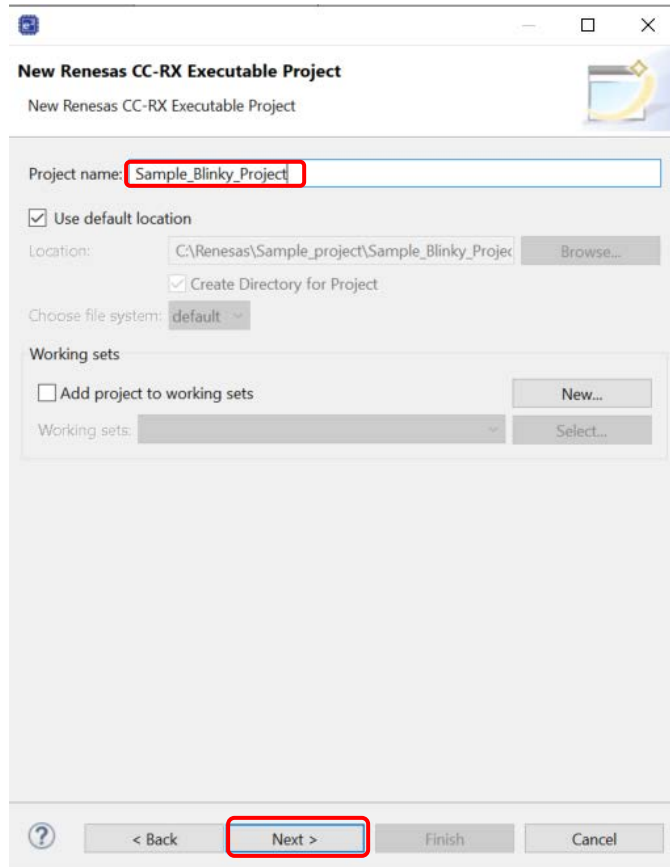 New Renesas CC-RX Executable Project
New Renesas CC-RX Executable Project
Project name: Sample_Blinky_Project
Use default location
Location: C:\Renesas\Sample_project\Sample_Blinky_Projec Browse...
Create Directory for Project
Choose file system: default
Working sets
Add project to working sets New...
Working sets: Select...
? < Back Next > Finish Cancel